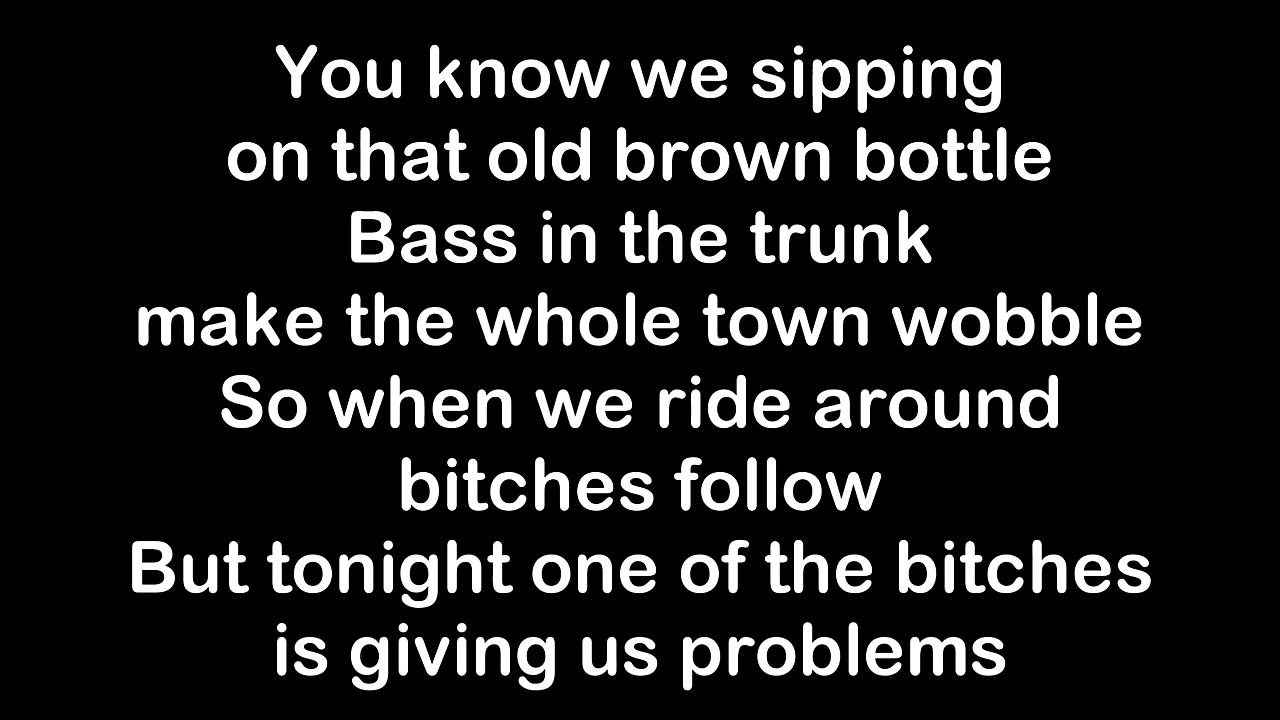 You know we sipping
on that old brown bottle
Bass in the trunk
make the whole town wobble
So when we ride around
bitches follow
But tonight one of the bitches
is giving us problems